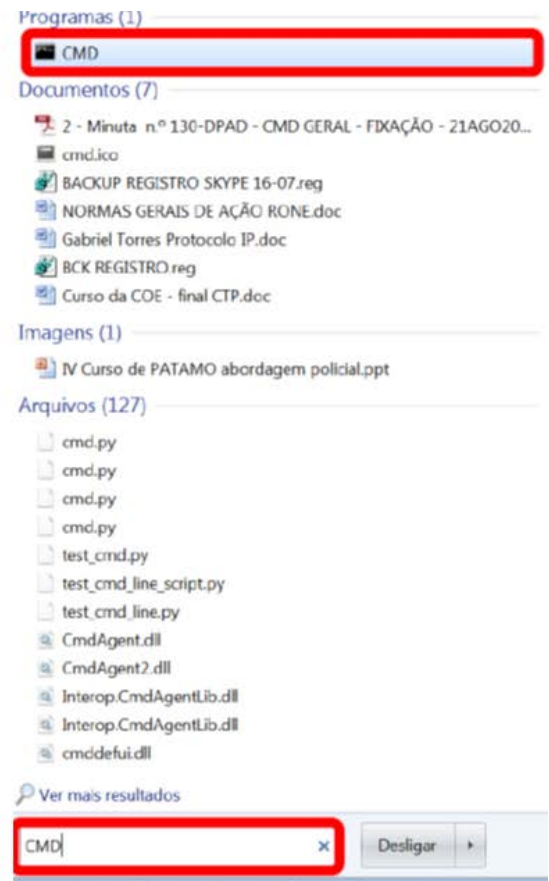 Programas (1)
CMD
Documentos (7)
2 - Minuta n.º 130-DPAD - CMD GERAL - FIXAÇÃO - 21AGO20...
cmd.ico
BACKUP REGISTRO SKYPE 16-07.reg
NORMAS GERAIS DE AÇÃO RONE.doc
Gabriel Torres Protocolo IP.doc
BCK REGISTRO.reg
Curso da COE - final CTP.doc
Imagens (1)
IV Curso de PATAMO abordagem policial.ppt
Arquivos (127)
cmd.py
cmd.py
cmd.py
cmd.py
test_cmd.py
test_cmd_line_script.py
test_cmd_line.py
CmdAgent.dll
CmdAgent2.dll
Interop.CmdAgentLib.dll
Interop.CmdAgentLib.dll
cmddefui.dll
Ver mais resultados
CMD
Desligar